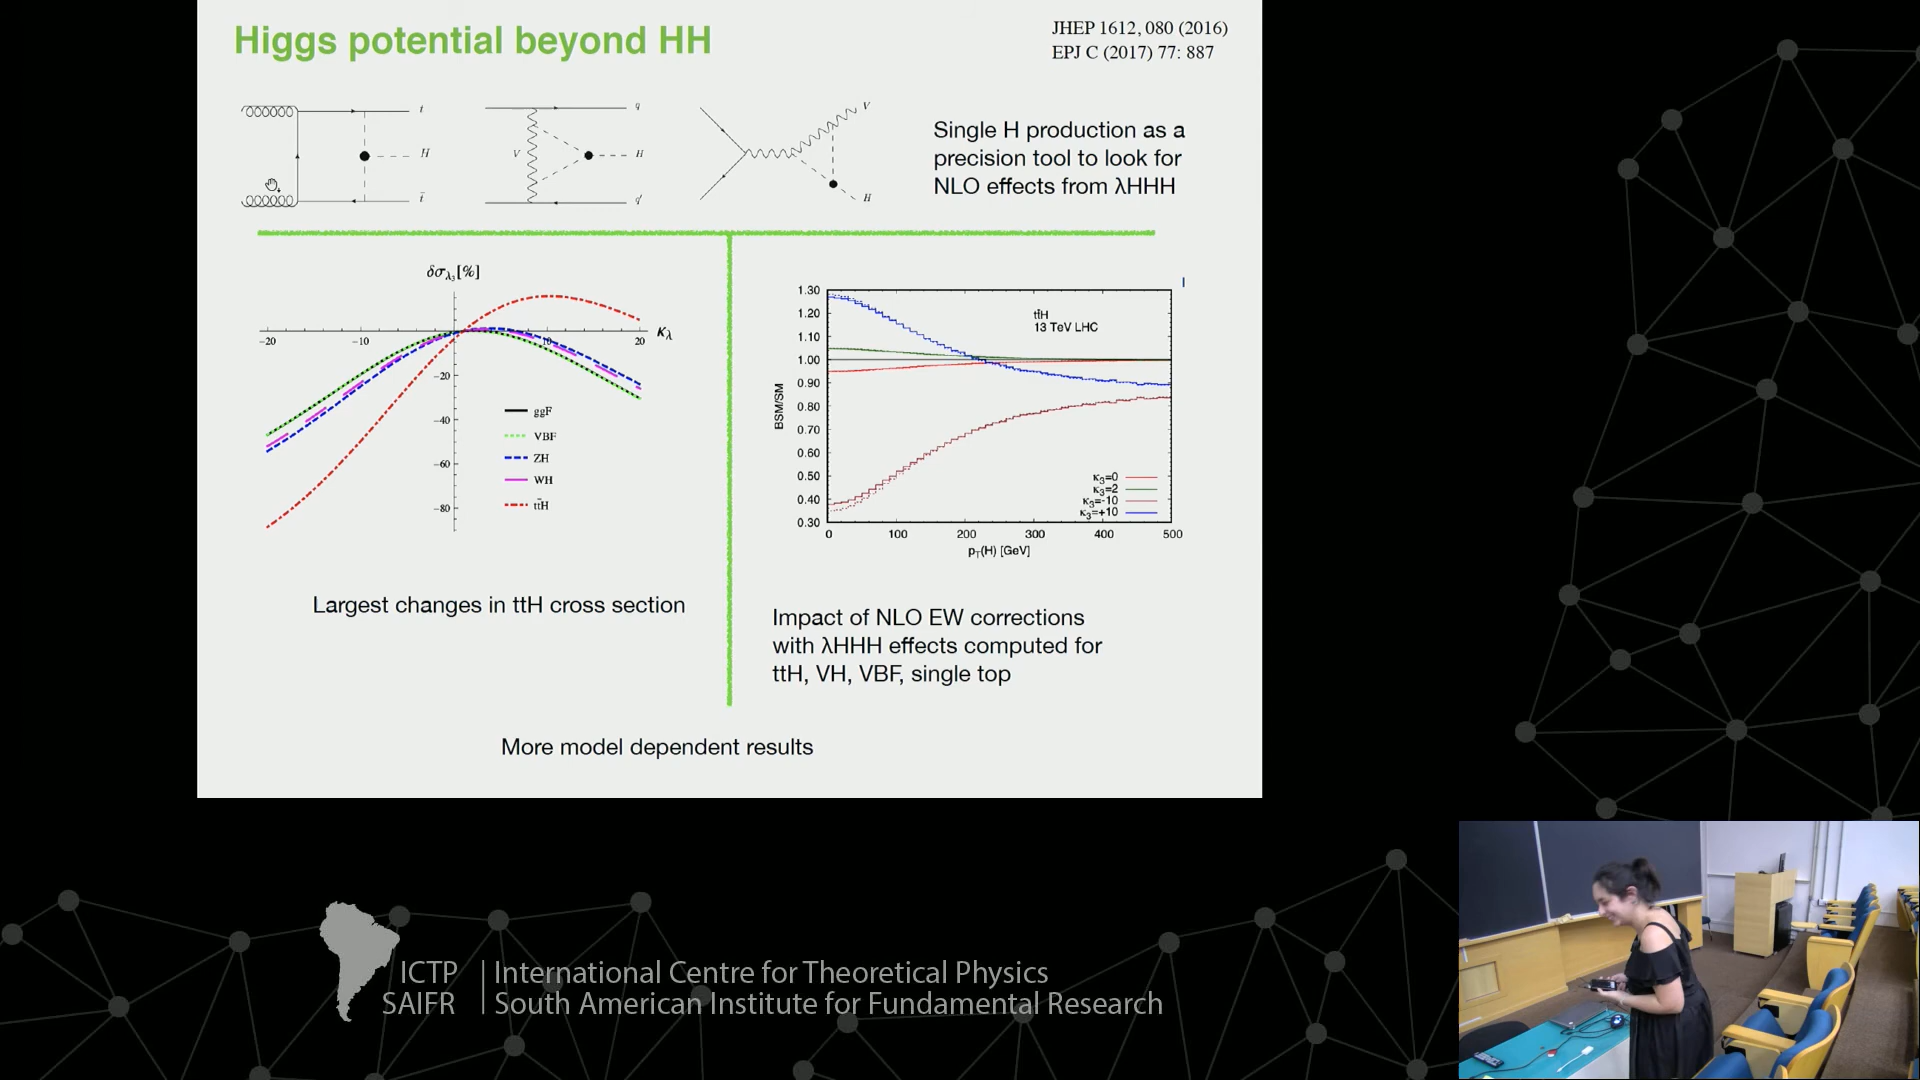 Higgs potential beyond HH
JHEP 1612, 080 (2016)
EPJ C (2017) 77: 887
t
H
t̄
V
q
H
q'
V
H
Single H production as a
precision tool to look for
NLO effects from λHHH
δσλ₃[%]
κλ
-20
-10
10
20
-20
-40
-60
-80
ggF
VBF
ZH
WH
tt̄H
1.30
1.20
1.10
1.00
0.90
0.80
0.70
0.60
0.50
0.40
0.30
BSM/SM
tt̄H
13 TeV LHC
κ₃=0
κ₃=2
κ₃=-10
κ₃=+10
0
100
200
300
400
500
pT(H) [GeV]
Largest changes in ttH cross section
Impact of NLO EW corrections
with λHHH effects computed for
ttH, VH, VBF, single top
More model dependent results
ICTP
SAIFR
International Centre for Theoretical Physics
South American Institute for Fundamental Research